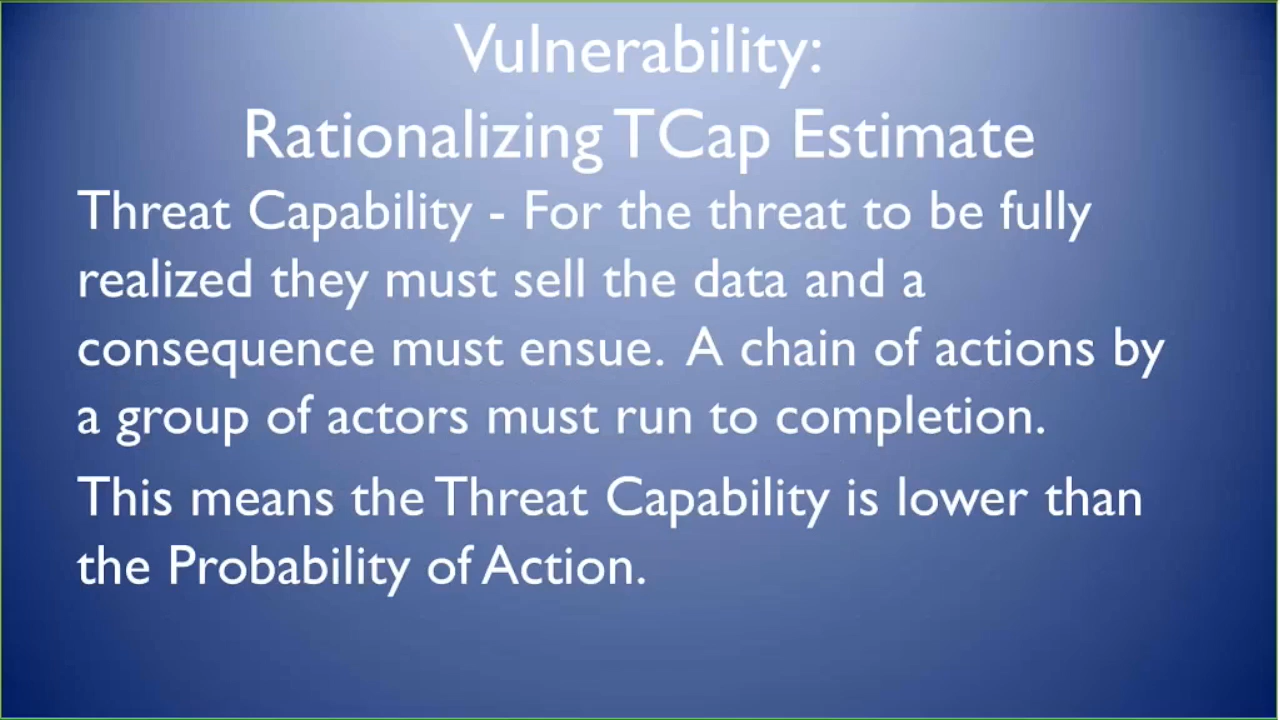 Vulnerability:
Rationalizing TCap Estimate
Threat Capability - For the threat to be fully
realized they must sell the data and a
consequence must ensue. A chain of actions by
a group of actors must run to completion.
This means the Threat Capability is lower than
the Probability of Action.